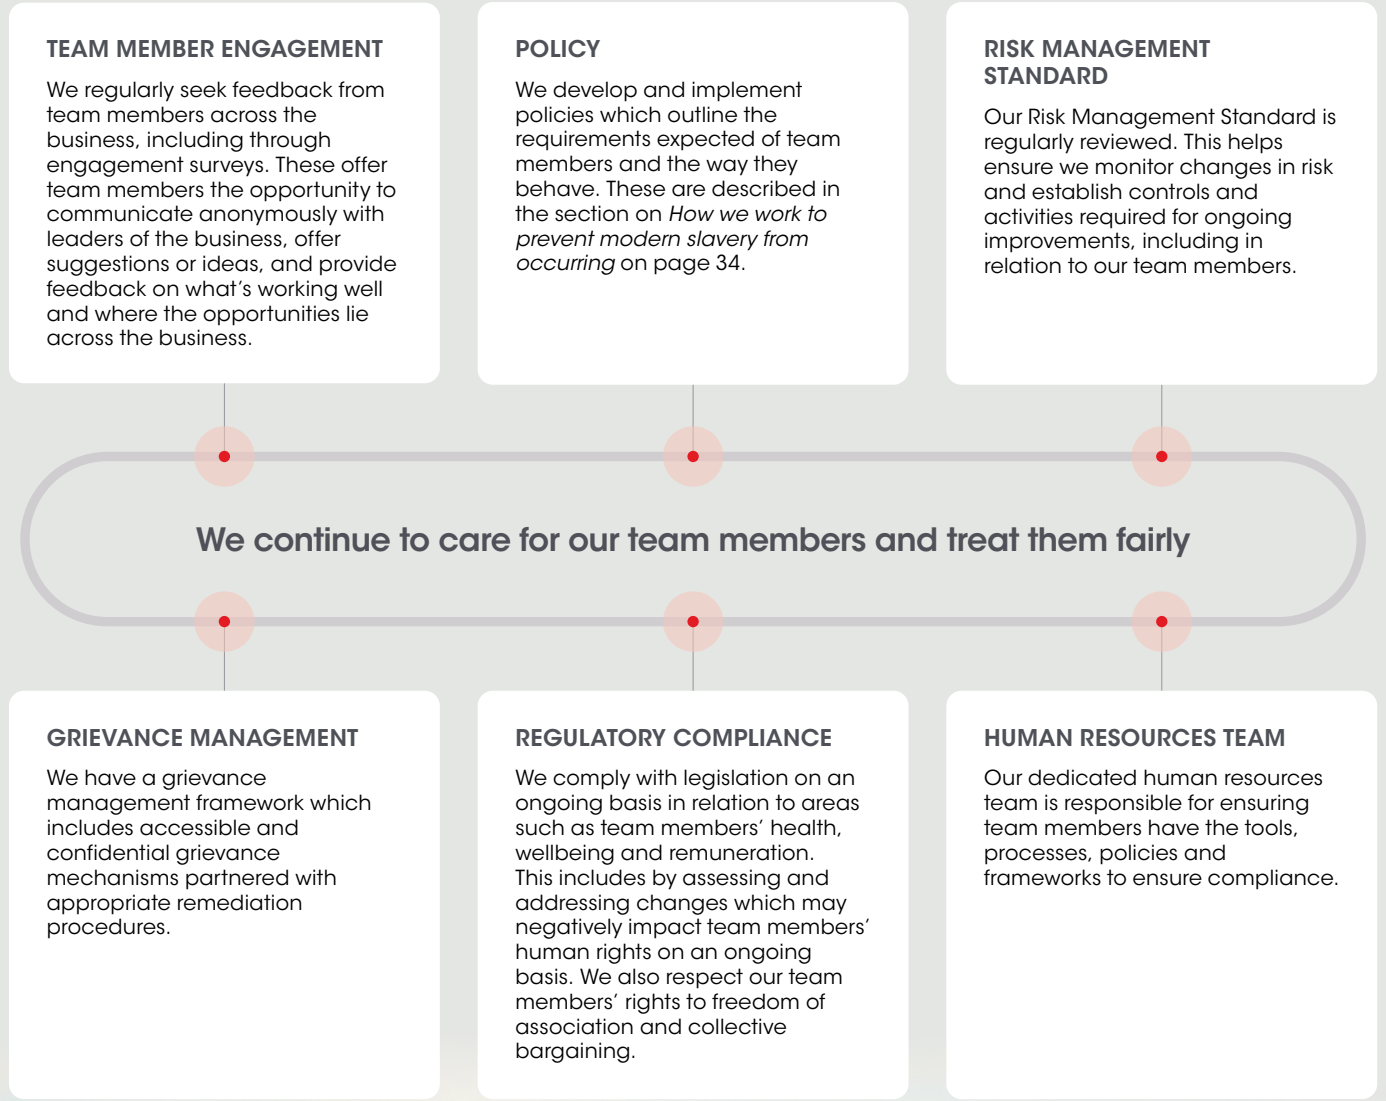 TEAM MEMBER ENGAGEMENT
We regularly seek feedback from
team members across the
business, including through
engagement surveys. These offer
team members the opportunity to
communicate anonymously with
leaders of the business, offer
suggestions or ideas, and provide
feedback on what's working well
and where the opportunities lie
across the business.
POLICY
We develop and implement
policies which outline the
requirements expected of team
members and the way they
behave. These are described in
the section on How we work to
prevent modern slavery from
occurring on page 34.
RISK MANAGEMENT
STANDARD
Our Risk Management Standard is
regularly reviewed. This helps
ensure we monitor changes in risk
and establish controls and
activities required for ongoing
improvements, including in
relation to our team members.
We continue to care for our team members and treat them fairly
GRIEVANCE MANAGEMENT
We have a grievance
management framework which
includes accessible and
confidential grievance
mechanisms partnered with
appropriate remediation
procedures.
REGULATORY COMPLIANCE
We comply with legislation on an
ongoing basis in relation to areas
such as team members' health,
wellbeing and remuneration.
This includes by assessing and
addressing changes which may
negatively impact team members'
human rights on an ongoing
basis. We also respect our team
members' rights to freedom of
association and collective
bargaining.
HUMAN RESOURCES TEAM
Our dedicated human resources
team is responsible for ensuring
team members have the tools,
processes, policies and
frameworks to ensure compliance.